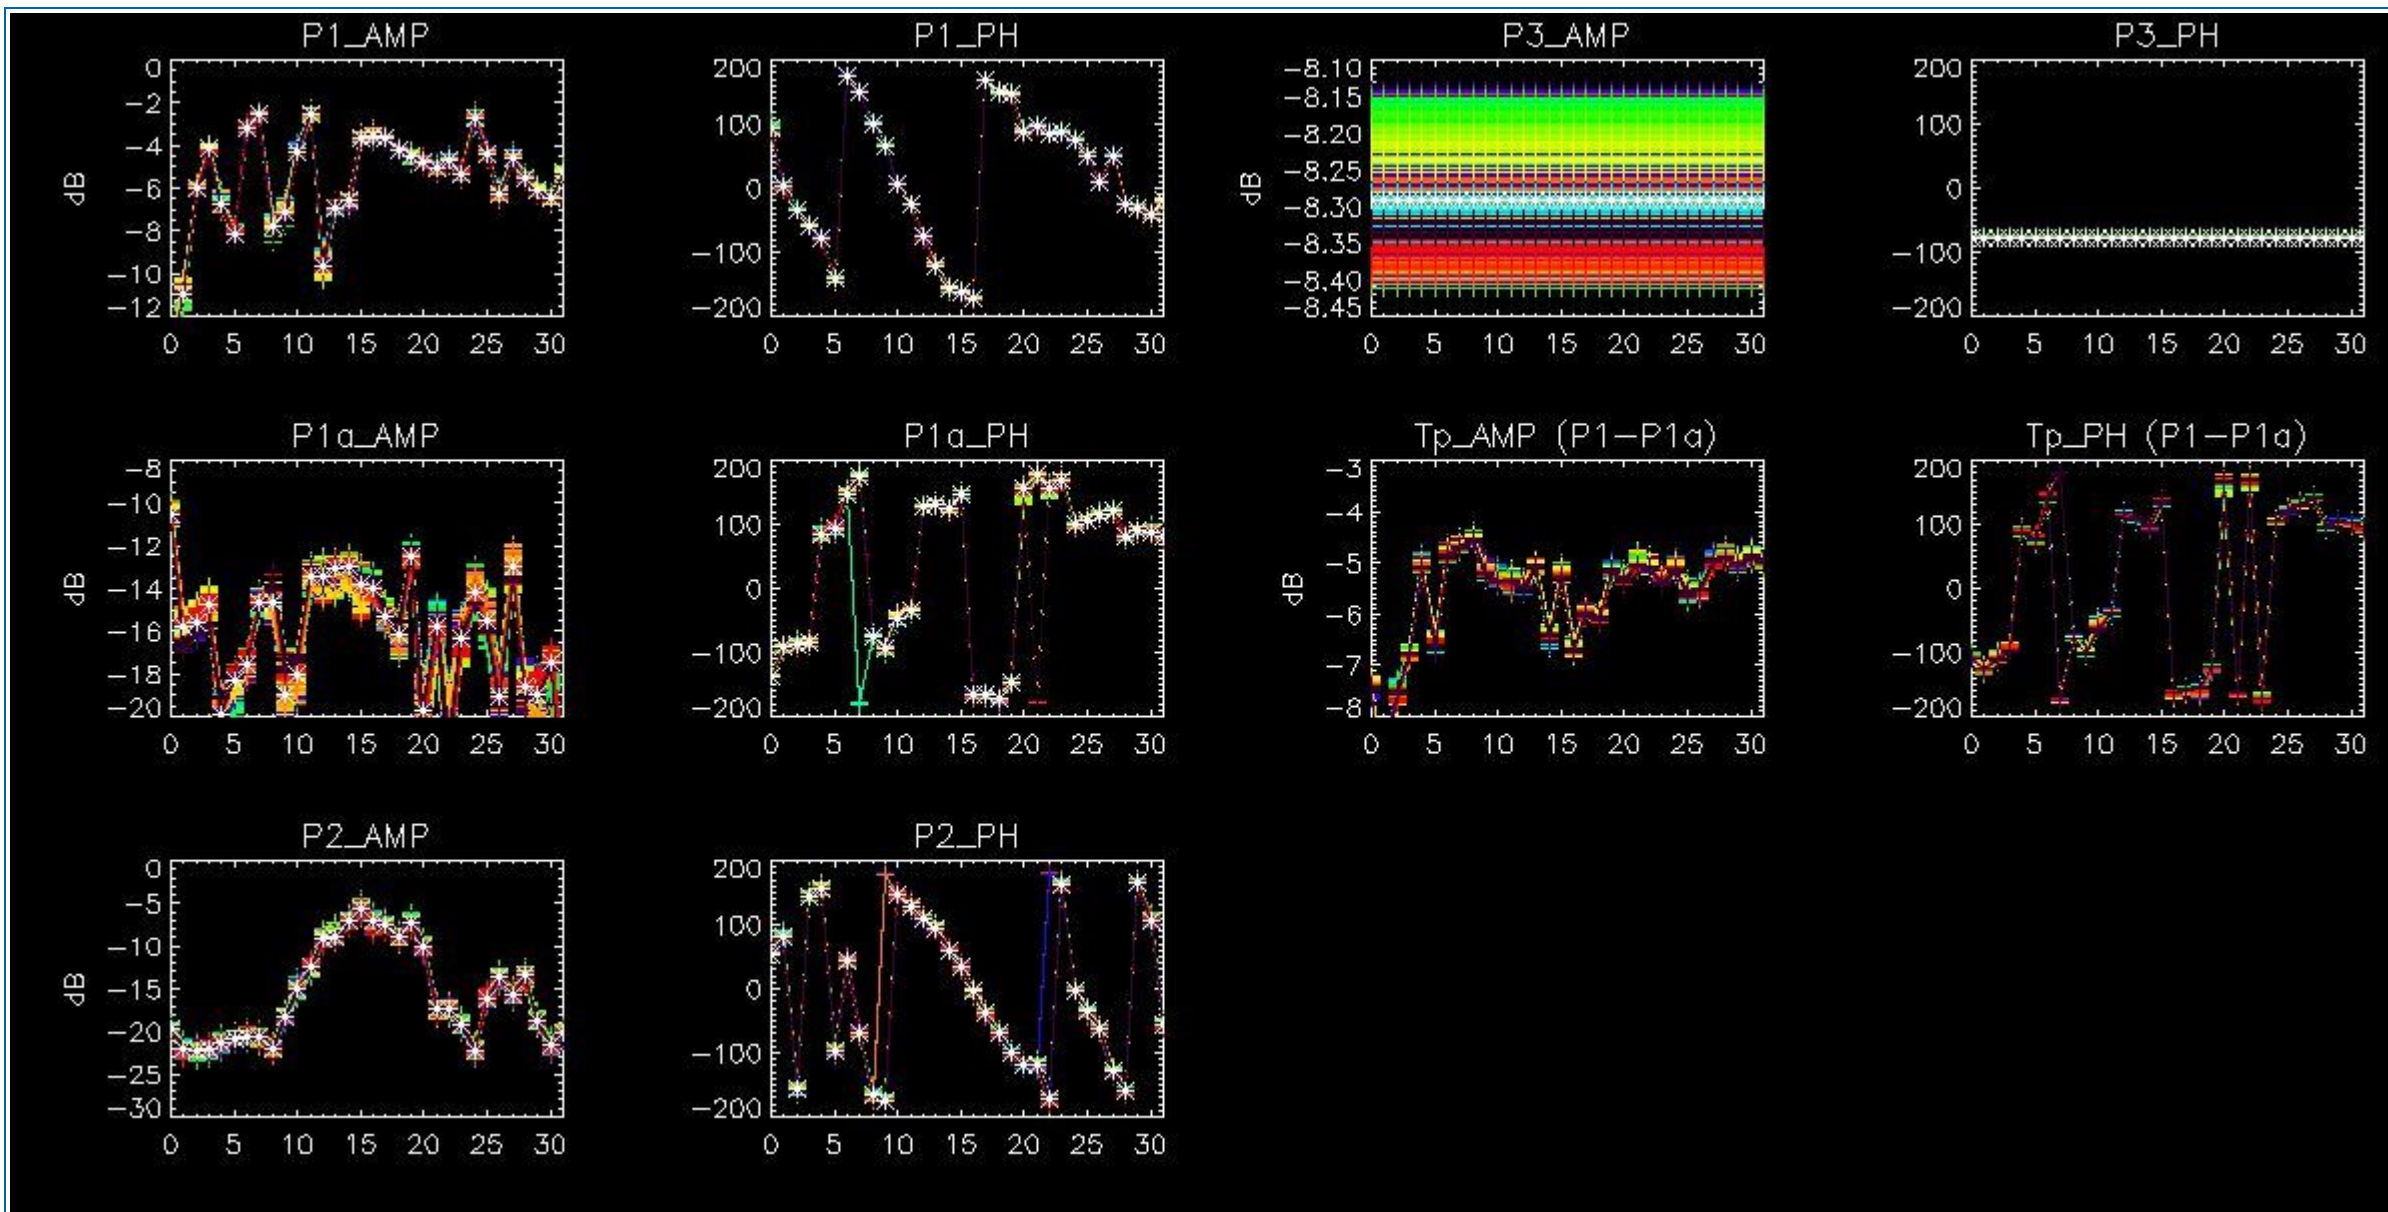 P1_AMP
P1_PH
P3_AMP
P3_PH
0
−2
−4
−6
−8
−10
−12
dB
0 5 10 15 20 25 30
200
100
0
−100
−200
0 5 10 15 20 25 30
−8.10
−8.15
−8.20
−8.25
−8.30
−8.35
−8.40
−8.45
dB
0 5 10 15 20 25 30
200
100
0
−100
−200
0 5 10 15 20 25 30
P1a_AMP
P1a_PH
Tp_AMP (P1−P1a)
Tp_PH (P1−P1a)
−8
−10
−12
−14
−16
−18
−20
dB
0 5 10 15 20 25 30
200
100
0
−100
−200
0 5 10 15 20 25 30
−3
−4
−5
−6
−7
−8
dB
0 5 10 15 20 25 30
200
100
0
−100
−200
0 5 10 15 20 25 30
P2_AMP
P2_PH
0
−5
−10
−15
−20
−25
−30
dB
0 5 10 15 20 25 30
200
100
0
−100
−200
0 5 10 15 20 25 30